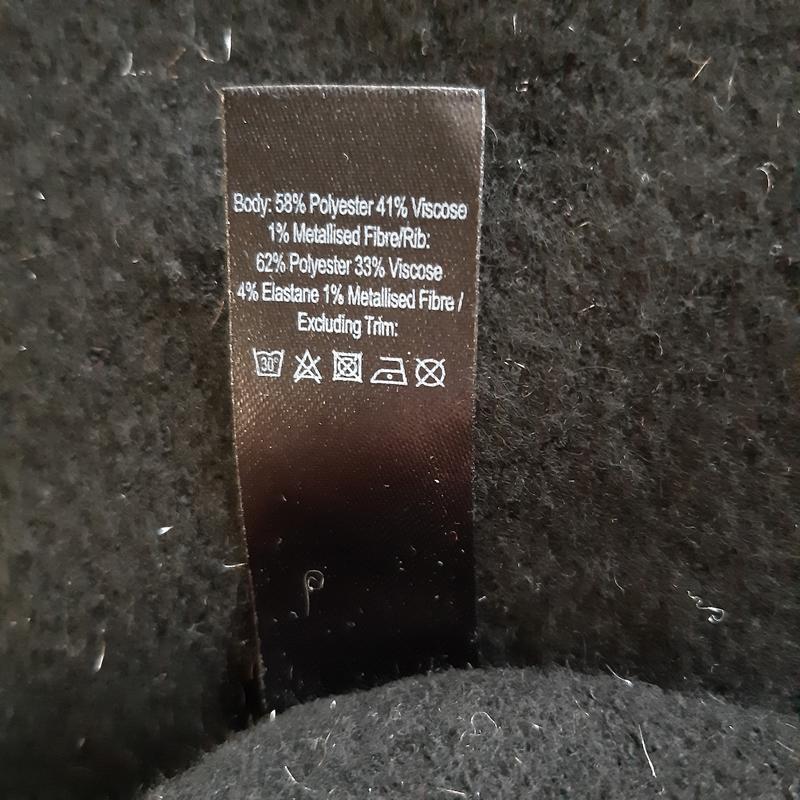 Body: 58% Polyester 41% Viscose
1% Metallised Fibre/Rib:
62% Polyester 33% Viscose
4% Elastane 1% Metallised Fibre /
Excluding Trim:
30°